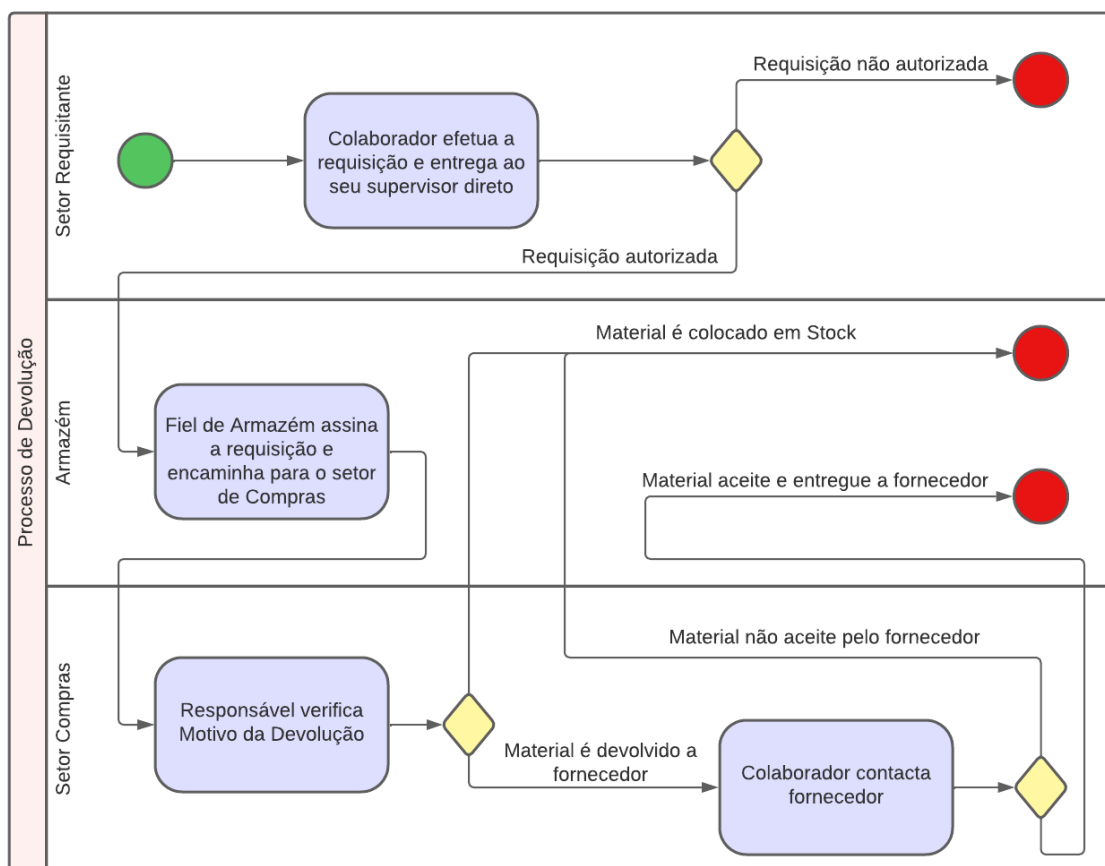 Processo de Devolução
Setor Requisitante
Colaborador efetua a
requisição e entrega ao
seu supervisor direto
Requisição não autorizada
Requisição autorizada
Armazém
Material é colocado em Stock
Fiel de Armazém assina
a requisição e
encaminha para o setor
de Compras
Material aceite e entregue a fornecedor
Setor Compras
Material não aceite pelo fornecedor
Responsável verifica
Motivo da Devolução
Material é devolvido a
fornecedor
Colaborador contacta
fornecedor